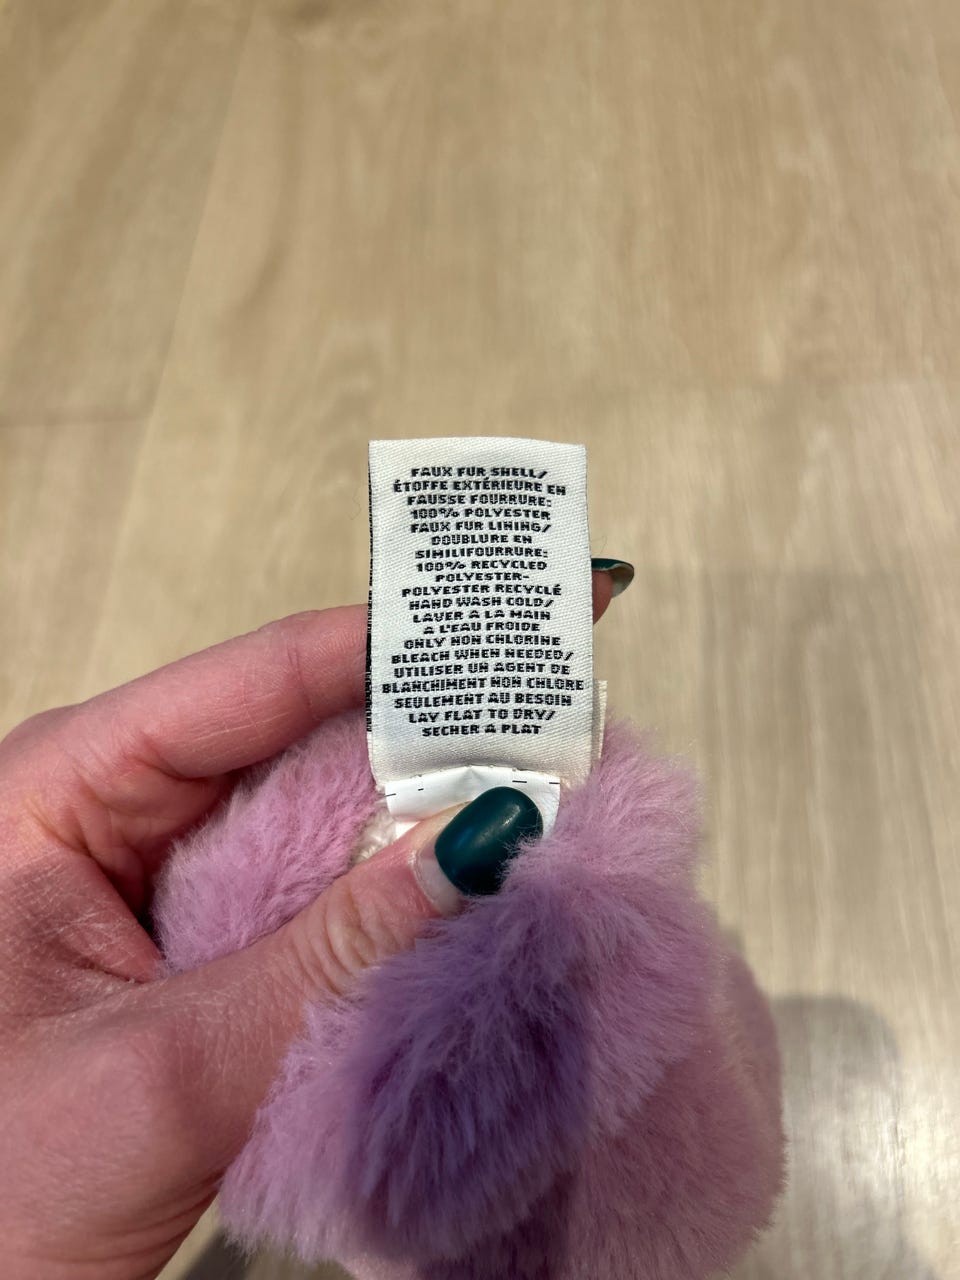 FAUX FUR SHELL/
ÉTOFFE EXTÉRIEURE EN
FAUSSE FOURRURE:
100% POLYESTER
FAUX FUR LINING/
DOUBLURE EN
SIMILIFOURRURE:
100% RECYCLED
POLYESTER-
POLYESTER RECYCLÉ
HAND WASH COLD/
LAVER A LA MAIN
A L'EAU FROIDE
ONLY NON CHLORINE
BLEACH WHEN NEEDED/
UTILISER UN AGENT DE
BLANCHIMENT NON CHLORE
SEULEMENT AU BESOIN
LAY FLAT TO DRY/
SECHER A PLAT